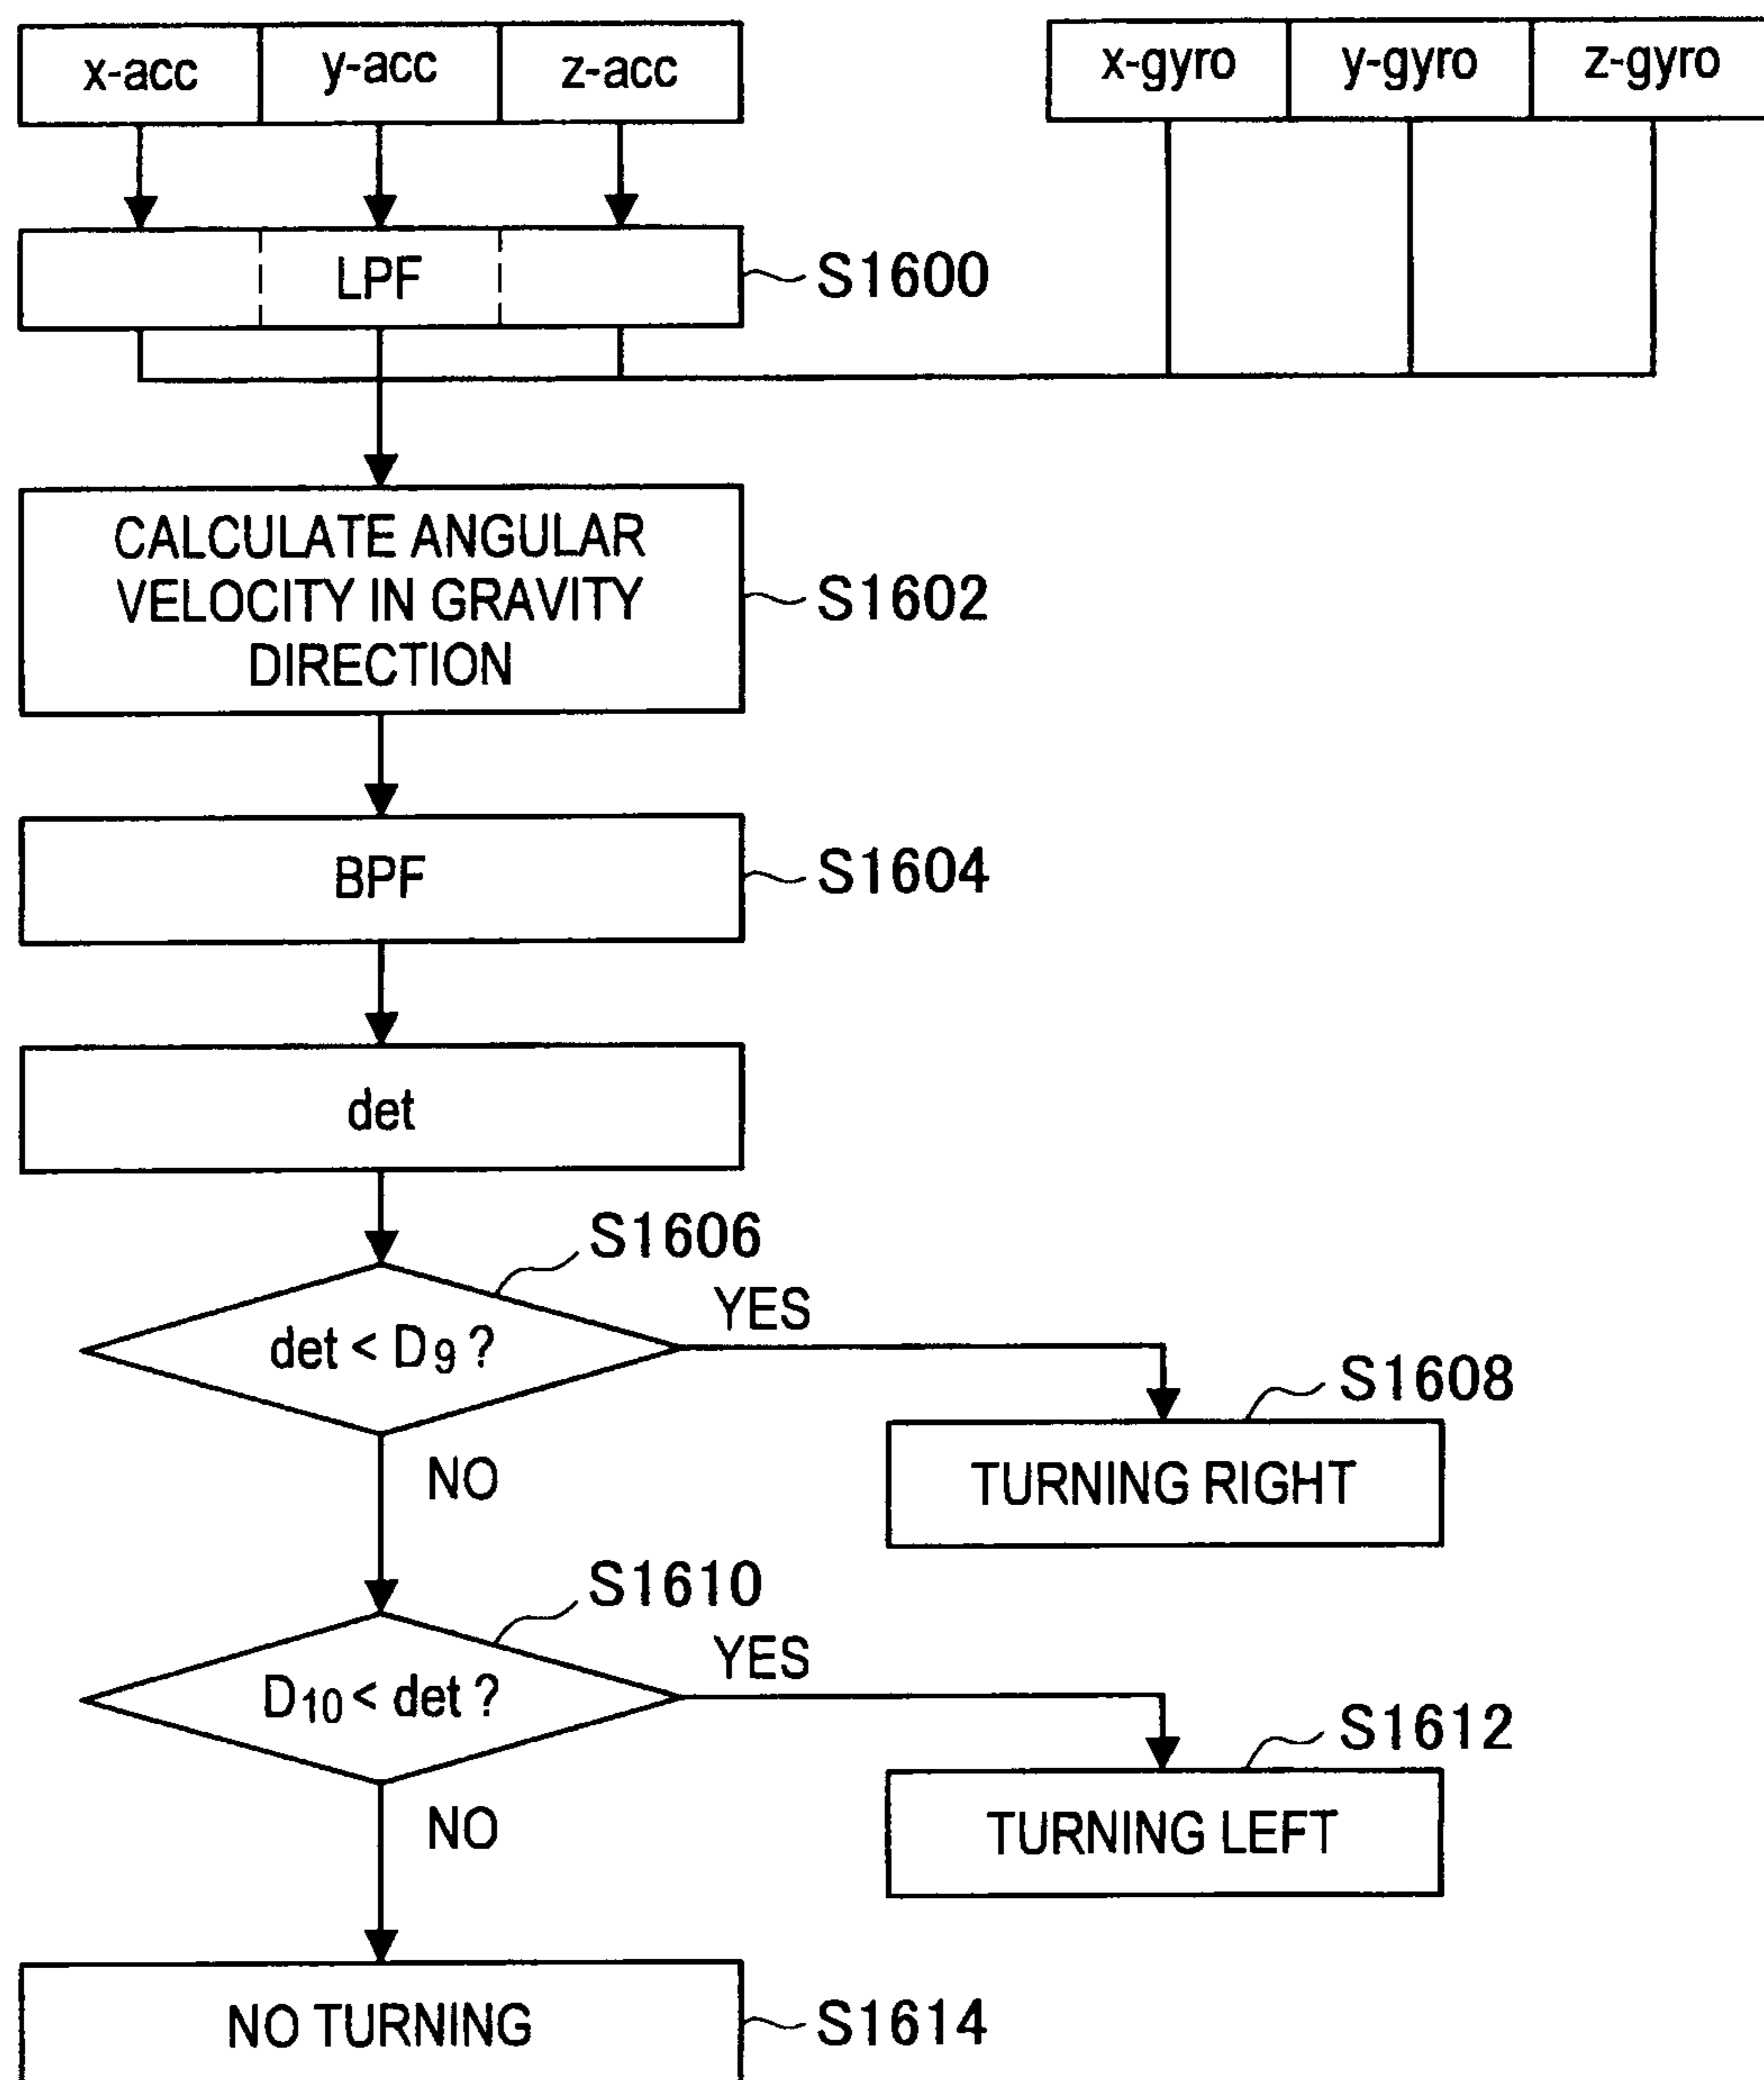 x-acc y-acc z-acc x-gyro y-gyro z-gyro
LPF S1600
CALCULATE ANGULAR
VELOCITY IN GRAVITY
DIRECTION
S1602
BPF S1604
det
S1606
det < D9 ?
YES
S1608
TURNING RIGHT
NO
S1610
D10 < det ?
YES
S1612
TURNING LEFT
NO
NO TURNING S1614